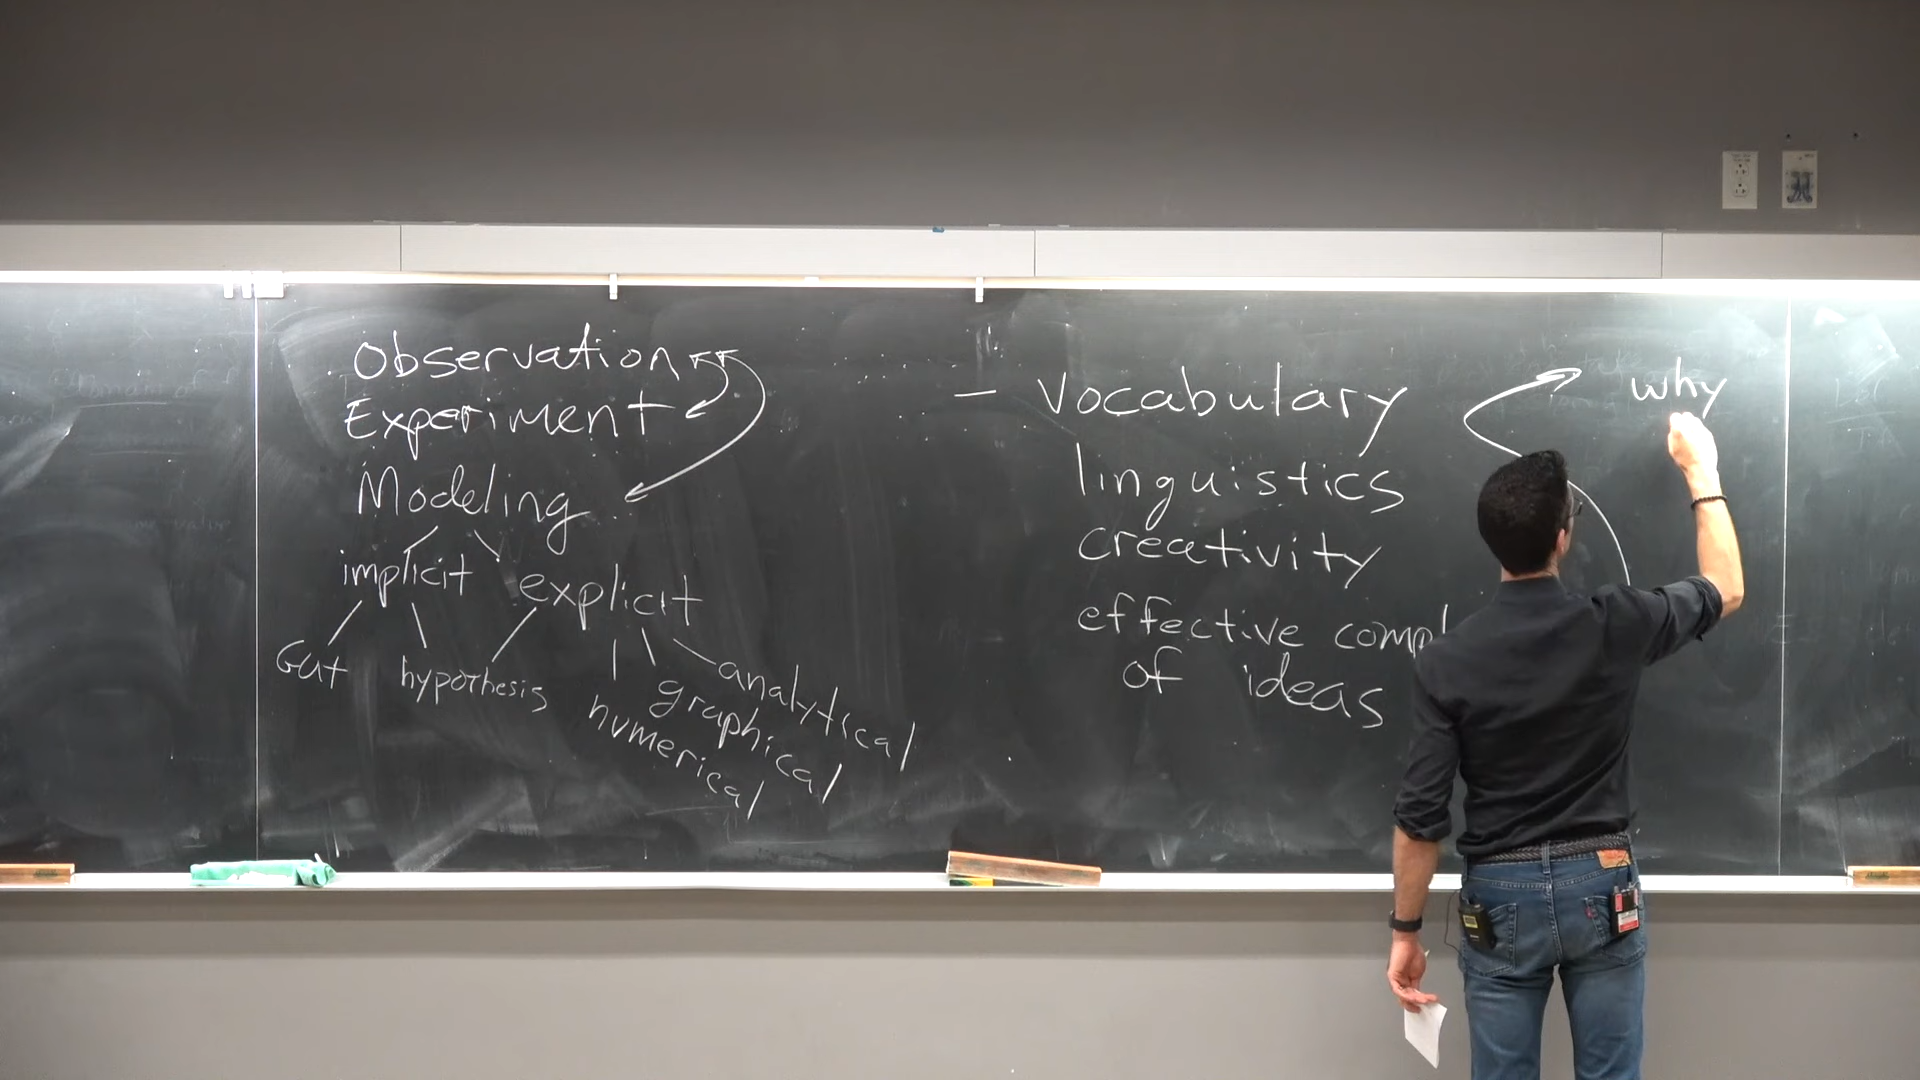 Observation
Experiment
Modeling
implicit explicit
Gut hypothesis numerical graphical analytical
– vocabulary
linguistics
creativity
effective
of ideas
why